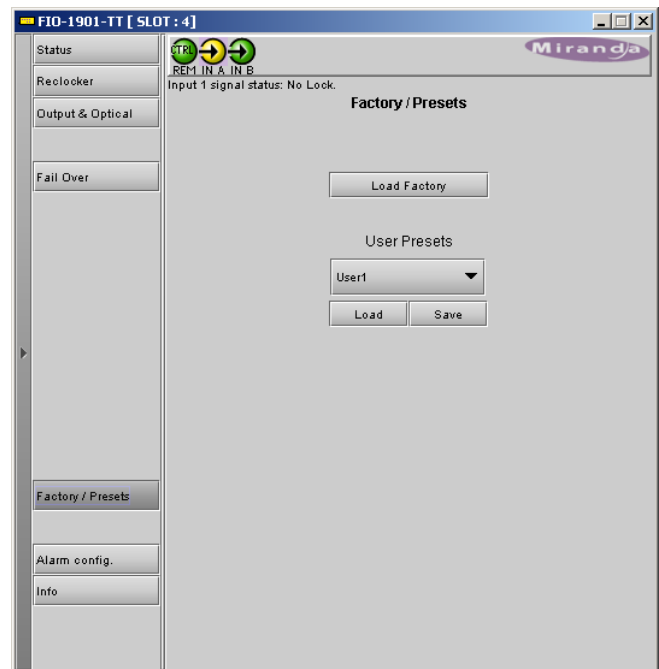 FIO-1901-TT [ SLOT : 4]
Status
Reclocker
Output & Optical
Fail Over
Factory / Presets
Alarm config.
Info
CTRL
REM IN A IN B
Miranda
Input 1 signal status: No Lock.
Factory / Presets
Load Factory
User Presets
User1
Load Save